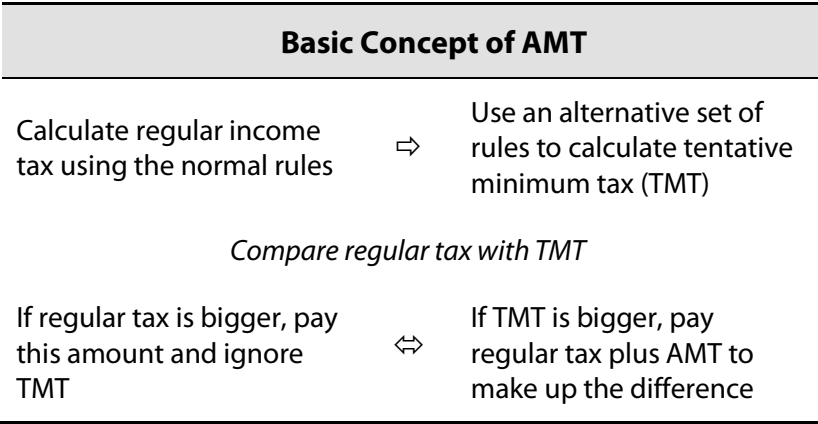 Basic Concept of AMT
Calculate regular income
tax using the normal rules
⇨
Use an alternative set of
rules to calculate tentative
minimum tax (TMT)
Compare regular tax with TMT
If regular tax is bigger, pay
this amount and ignore
TMT
⬄
If TMT is bigger, pay
regular tax plus AMT to
make up the difference